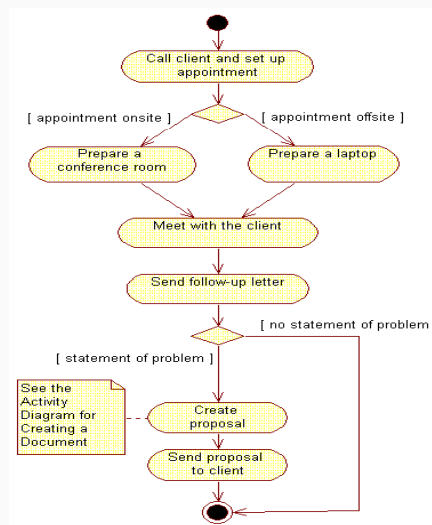 Call client and set up
appointment
[ appointment onsite ]
[ appointment offsite ]
Prepare a
conference room
Prepare a laptop
Meet with the client
Send follow-up letter
[ no statement of problem
[ statement of problem ]
See the
Activity
Diagram for
Creating a
Document
Create
proposal
Send proposal
to client